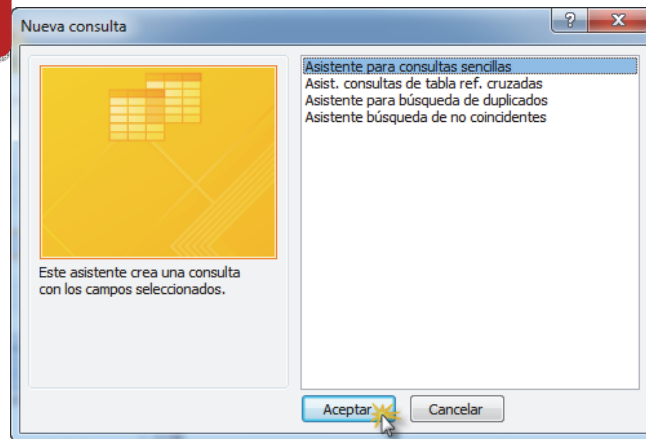 Nueva consulta
?
X
Asistente para consultas sencillas
Asist. consultas de tabla ref. cruzadas
Asistente para búsqueda de duplicados
Asistente búsqueda de no coincidentes
Este asistente crea una consulta
con los campos seleccionados.
Aceptar
Cancelar